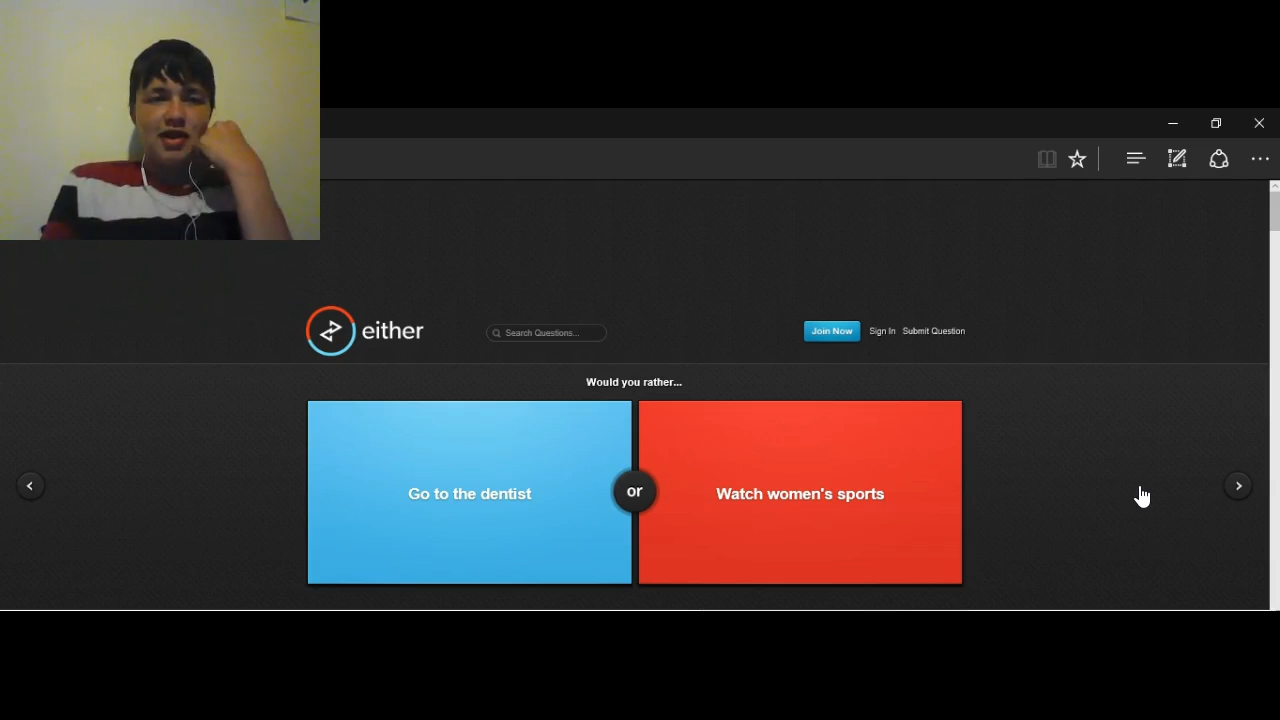 either
Search Questions...
Join Now
Sign In
Submit Question
Would you rather...
Go to the dentist
or
Watch women's sports